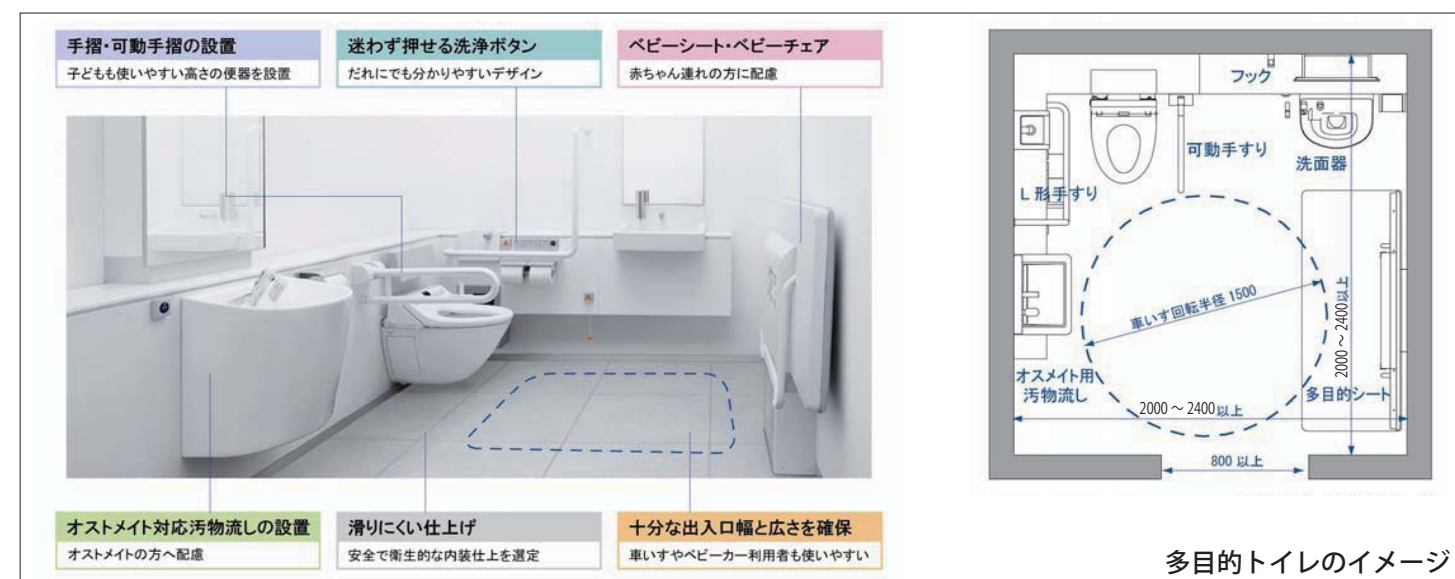 手摺・可動手摺の設置
子どもも使いやすい高さの便器を設置
迷わず押せる洗浄ボタン
だれにでも分かりやすいデザイン
ベビーシート・ベビーチェア
赤ちゃん連れの方に配慮
オストメイト対応汚物流しの設置
オストメイトの方へ配慮
滑りにくい仕上げ
安全で衛生的な内装仕上を選定
十分な出入口幅と広さを確保
車いすやベビーカー利用者も使いやすい
フック
可動手すり
洗面器
L形手すり
車いす回転半径 1500
2000～2400以上
オスメイト用
汚物流し
多目的シート
2000～2400以上
800 以上
多目的トイレのイメージ